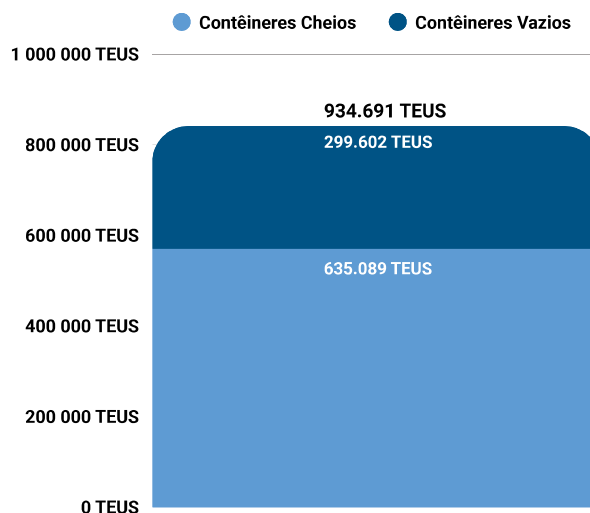 Contêineres Cheios
Contêineres Vazios
1 000 000 TEUS
934.691 TEUS
800 000 TEUS
299.602 TEUS
600 000 TEUS
635.089 TEUS
400 000 TEUS
200 000 TEUS
0 TEUS